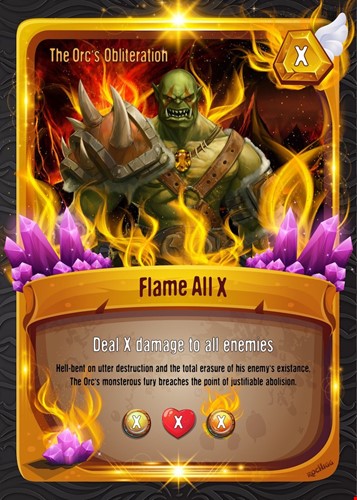 The Orc's Obliteration
X
Flame All X
Deal X damage to all enemies
Hell-bent on utter destruction and the total erasure of his enemy's existance.
The Orc's monsterous fury breaches the point of justifiable abolision.
X X X